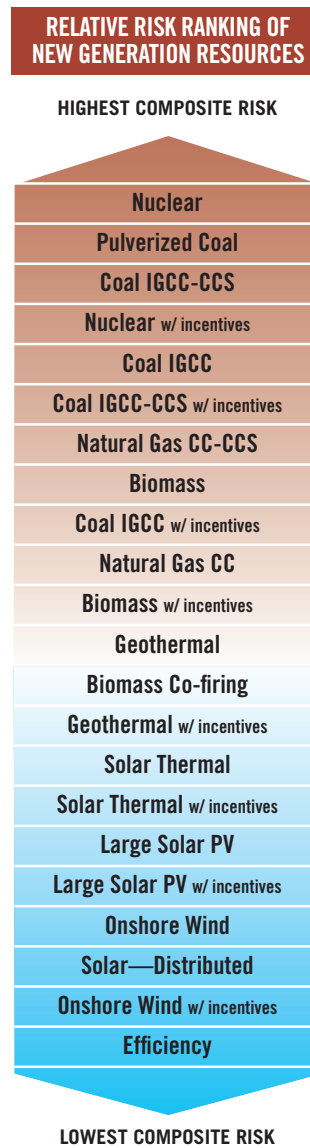 RELATIVE RISK RANKING OF
NEW GENERATION RESOURCES
HIGHEST COMPOSITE RISK
Nuclear
Pulverized Coal
Coal IGCC-CCS
Nuclear w/ incentives
Coal IGCC
Coal IGCC-CCS w/ incentives
Natural Gas CC-CCS
Biomass
Coal IGCC w/ incentives
Natural Gas CC
Biomass w/ incentives
Geothermal
Biomass Co-firing
Geothermal w/ incentives
Solar Thermal
Solar Thermal w/ incentives
Large Solar PV
Large Solar PV w/ incentives
Onshore Wind
Solar—Distributed
Onshore Wind w/ incentives
Efficiency
LOWEST COMPOSITE RISK